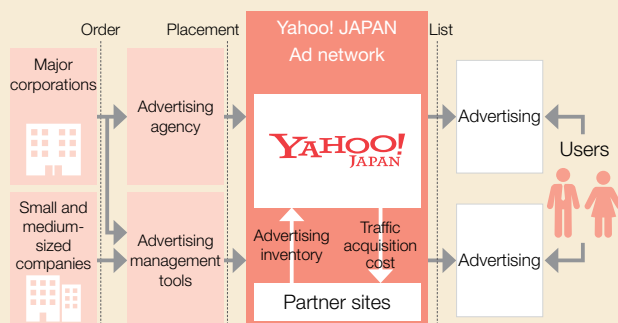 Order
Placement
Yahoo! JAPAN
Ad network
List
Major
corporations
Advertising
agency
YAHOO!
JAPAN
Advertising
Users
Small and
medium-
sized
companies
Advertising
management
tools
Advertising
inventory
Traffic
acquisition
cost
Advertising
Partner sites